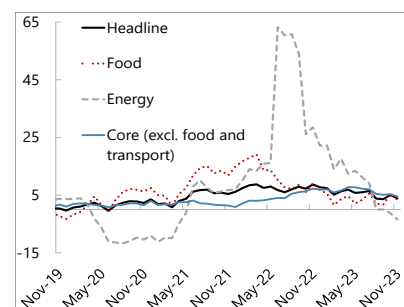 65
Headline
Food
45
Energy
25
Core (excl. food and
transport)
5
-15
Nov-19
May-20
Nov-20
May-21
Nov-21
May-22
Nov-22
May-23
Nov-23